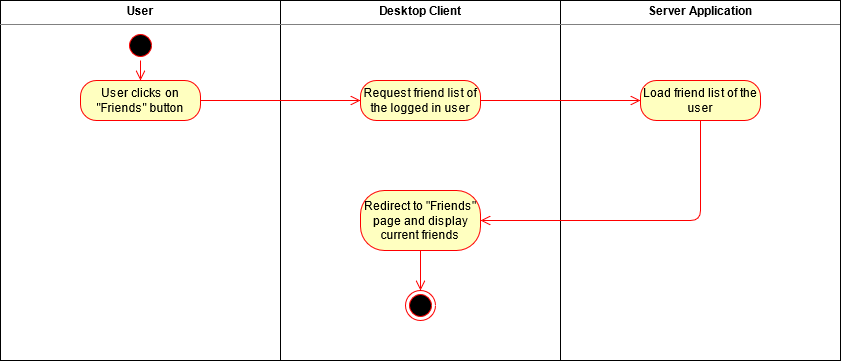 User
Desktop Client
Server Application
User clicks on
"Friends" button
Request friend list of
the logged in user
Load friend list of the
user
Redirect to "Friends"
page and display
current friends